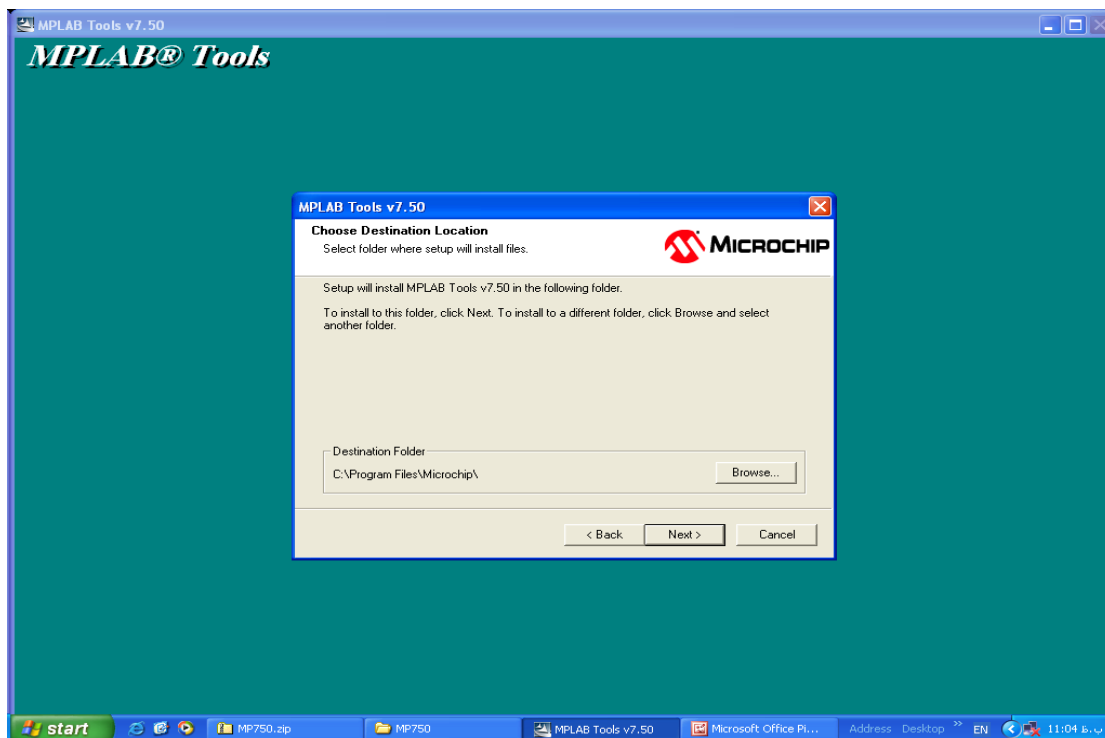 MPLAB Tools v7.50
MPLAB® Tools
MPLAB Tools v7.50
Choose Destination Location
Select folder where setup will install files.
MICROCHIP
Setup will install MPLAB Tools v7.50 in the following folder.
To install to this folder, click Next. To install to a different folder, click Browse and select
another folder.
Destination Folder
C:\Program Files\Microchip\
Browse...
< Back
Next >
Cancel
start
MP750.zip
MP750
MPLAB Tools v7.50
Microsoft Office Pi...
Address
Desktop
EN
11:04 ب.ظ